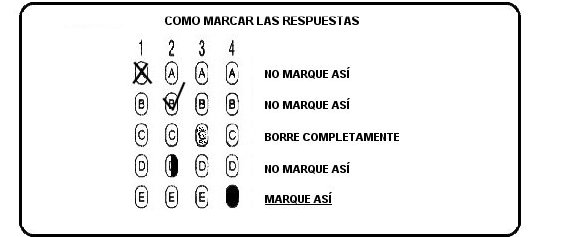 COMO MARCAR LAS RESPUESTAS
1 2 3 4
A A A NO MARQUE ASÍ
B B B NO MARQUE ASÍ
C C C C BORRE COMPLETAMENTE
D D D NO MARQUE ASÍ
E E E MARQUE ASÍ